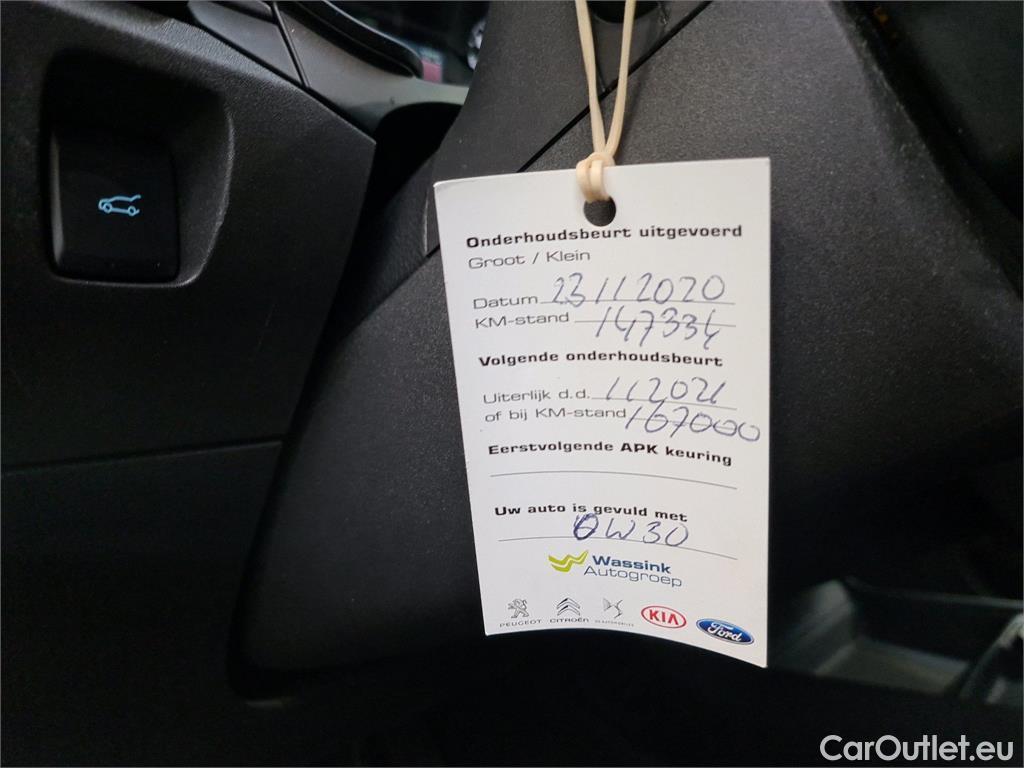 Onderhoudsbeurt uitgevoerd
Groot / Klein
Datum 23 11 2020
KM-stand 147334
Volgende onderhoudsbeurt
Uiterlijk d.d. 11 2021
of bij KM-stand 167000
Eerstvolgende APK keuring
Uw auto is gevuld met
0W30
Wassink
Autogroep
PEUGEOT CITROËN DS AUTOMOBILES KIA Ford
CarOutlet.eu